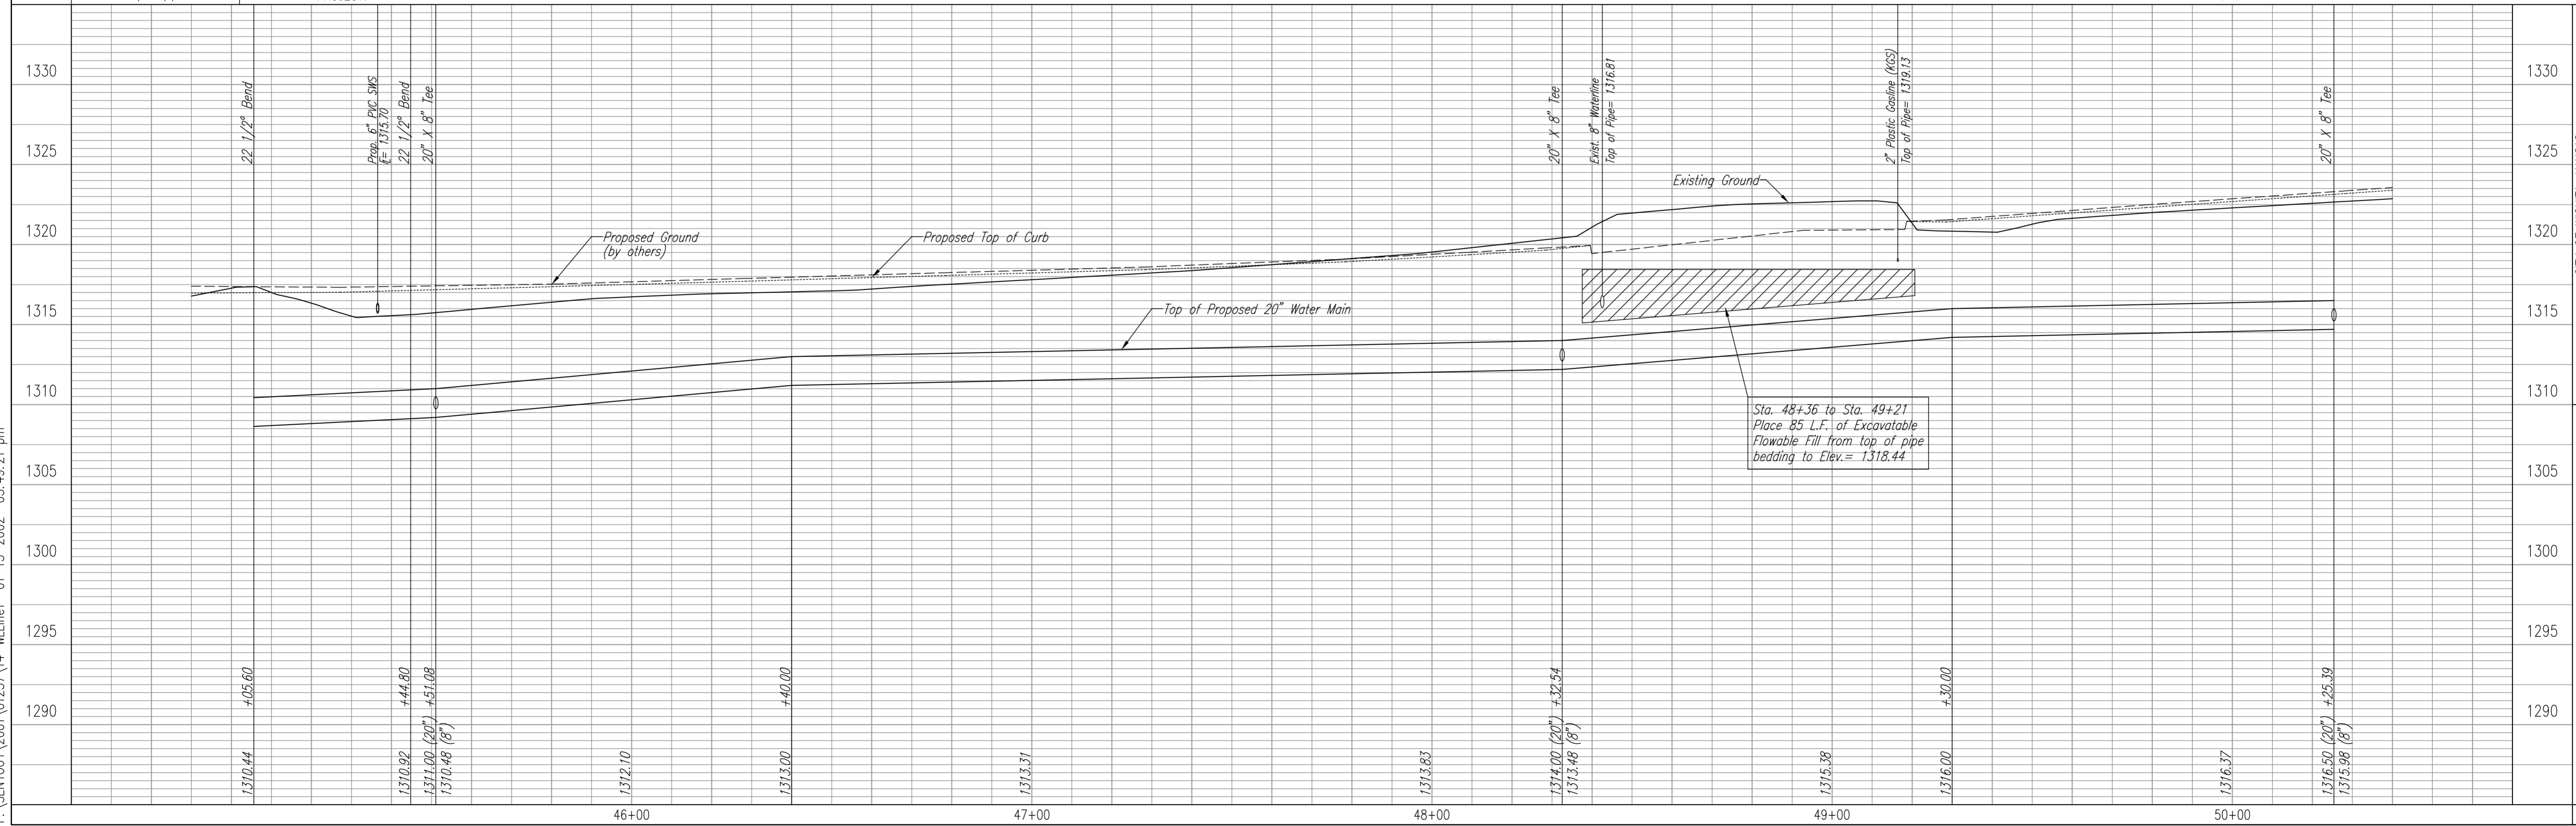 1330
1325
1320
1315
1310
1305
1300
1295
1290
22 1/2° Bend
Prop. 6" PVC SWS
℄= 1315.70
22 1/2° Bend
20" X 8" Tee
20" X 8" Tee
Exist. 8" Waterline
Top of Pipe= 1316.81
2" Plastic Gasline (KGS)
Top of Pipe= 1319.13
20" X 8" Tee
1330
1325
1320
1315
1310
1305
1300
1295
1290
Existing Ground
Proposed Ground
(by others)
Proposed Top of Curb
Top of Proposed 20" Water Main
Sta. 48+36 to Sta. 49+21
Place 85 L.F. of Excavatable
Flowable Fill from top of pipe
bedding to Elev.= 1318.44
1310.44 +05.60
1310.92 +44.80
1311.00 (20") +51.08
1310.48 (8")
1312.10
1313.00 +40.00
1313.31
1313.83
1314.00 (20") +32.54
1313.48 (8")
1315.38
1316.00 +30.00
1316.37
1316.50 (20") +25.39
1315.98 (8")
46+00
47+00
48+00
49+00
50+00